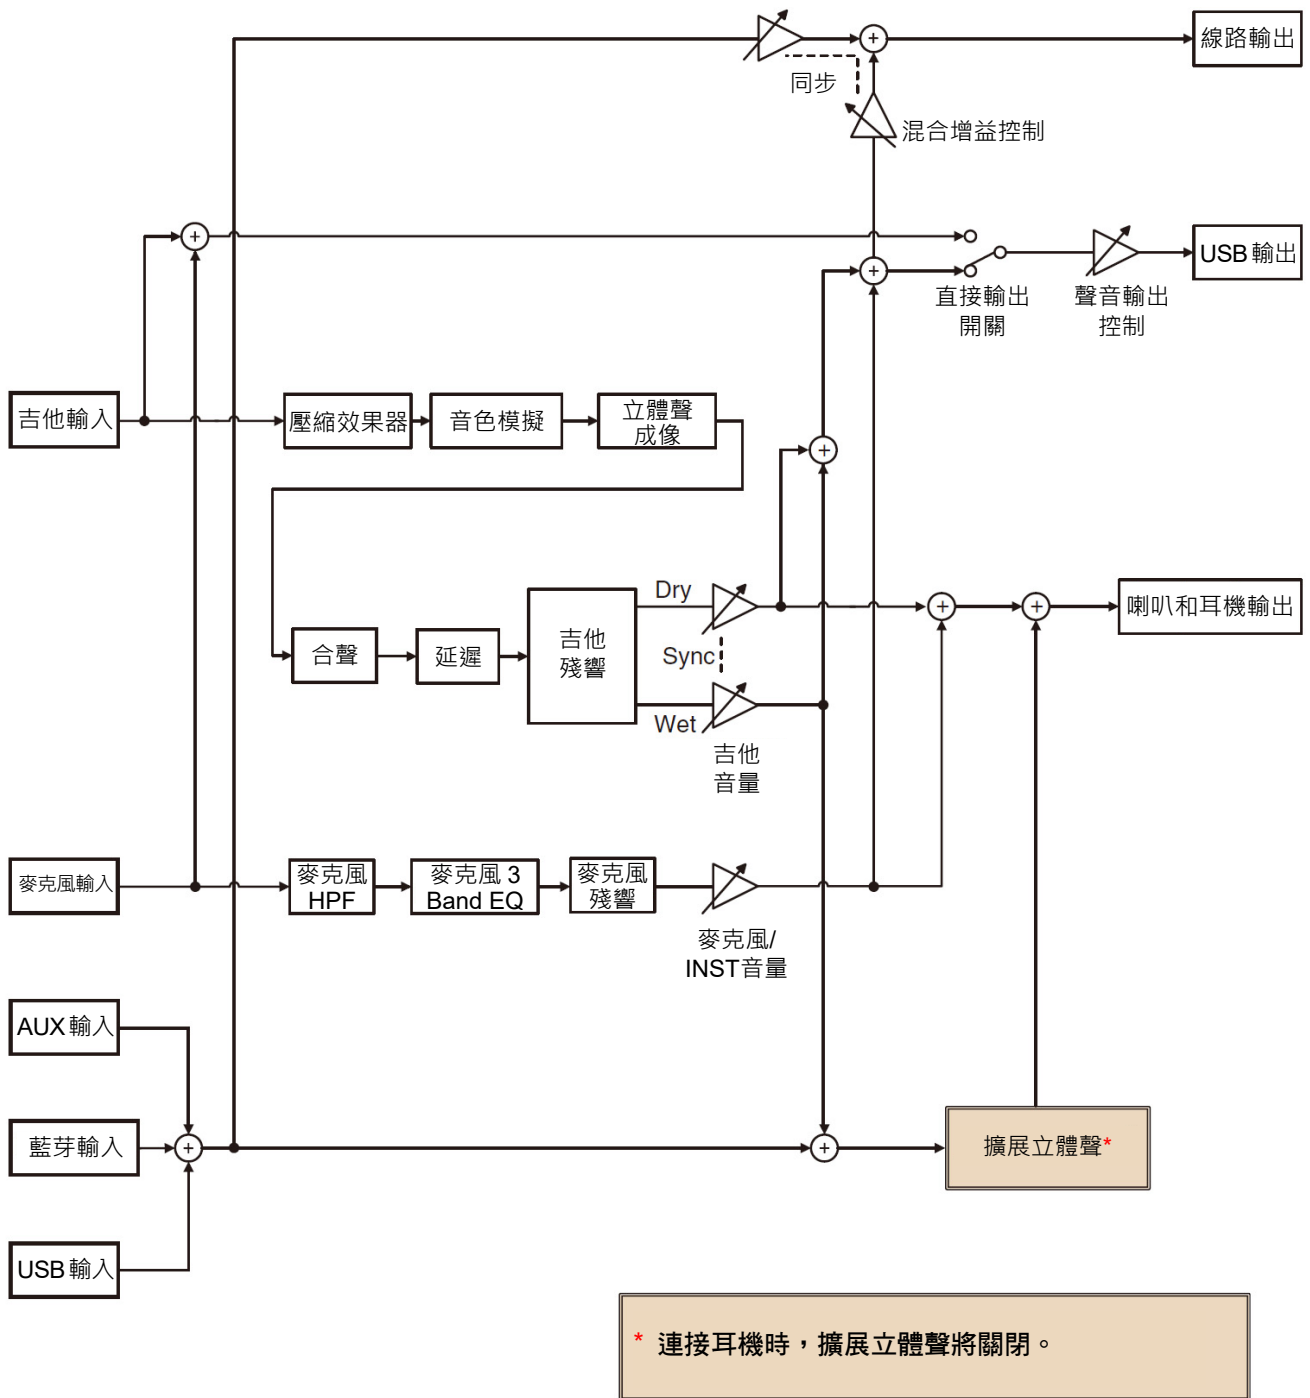 線路輸出
同步
混合增益控制
USB 輸出
直接輸出
開關
聲音輸出
控制
吉他輸入
壓縮效果器
音色模擬
立體聲
成像
Dry
喇叭和耳機輸出
合聲
延遲
吉他
殘響
Sync
Wet
吉他
音量
麥克風輸入
麥克風
HPF
麥克風 3
Band EQ
麥克風
殘響
麥克風/
INST音量
AUX 輸入
藍芽輸入
擴展立體聲*
USB 輸入
* 連接耳機時，擴展立體聲將關閉。